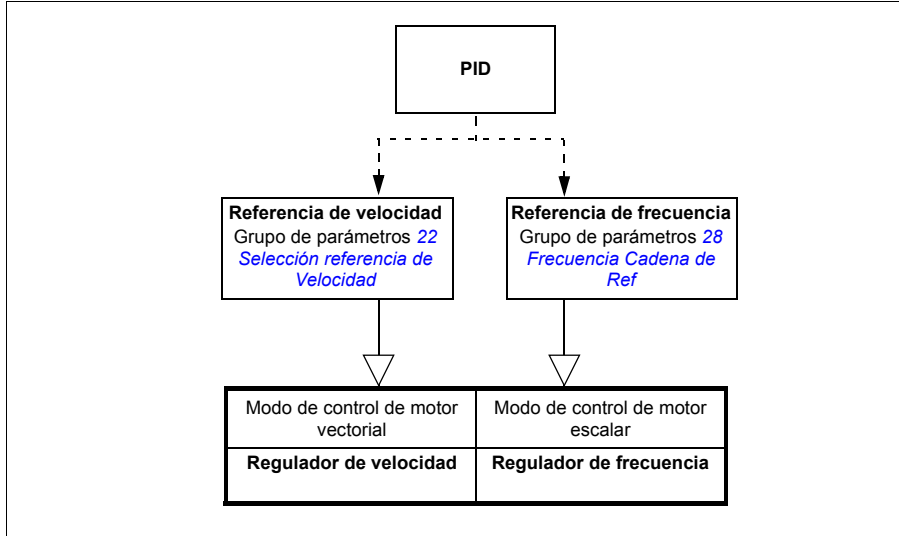 PID
Referencia de velocidad
Grupo de parámetros 22
Selección referencia de
Velocidad
Referencia de frecuencia
Grupo de parámetros 28
Frecuencia Cadena de
Ref
Modo de control de motor
vectorial
Modo de control de motor
escalar
Regulador de velocidad
Regulador de frecuencia